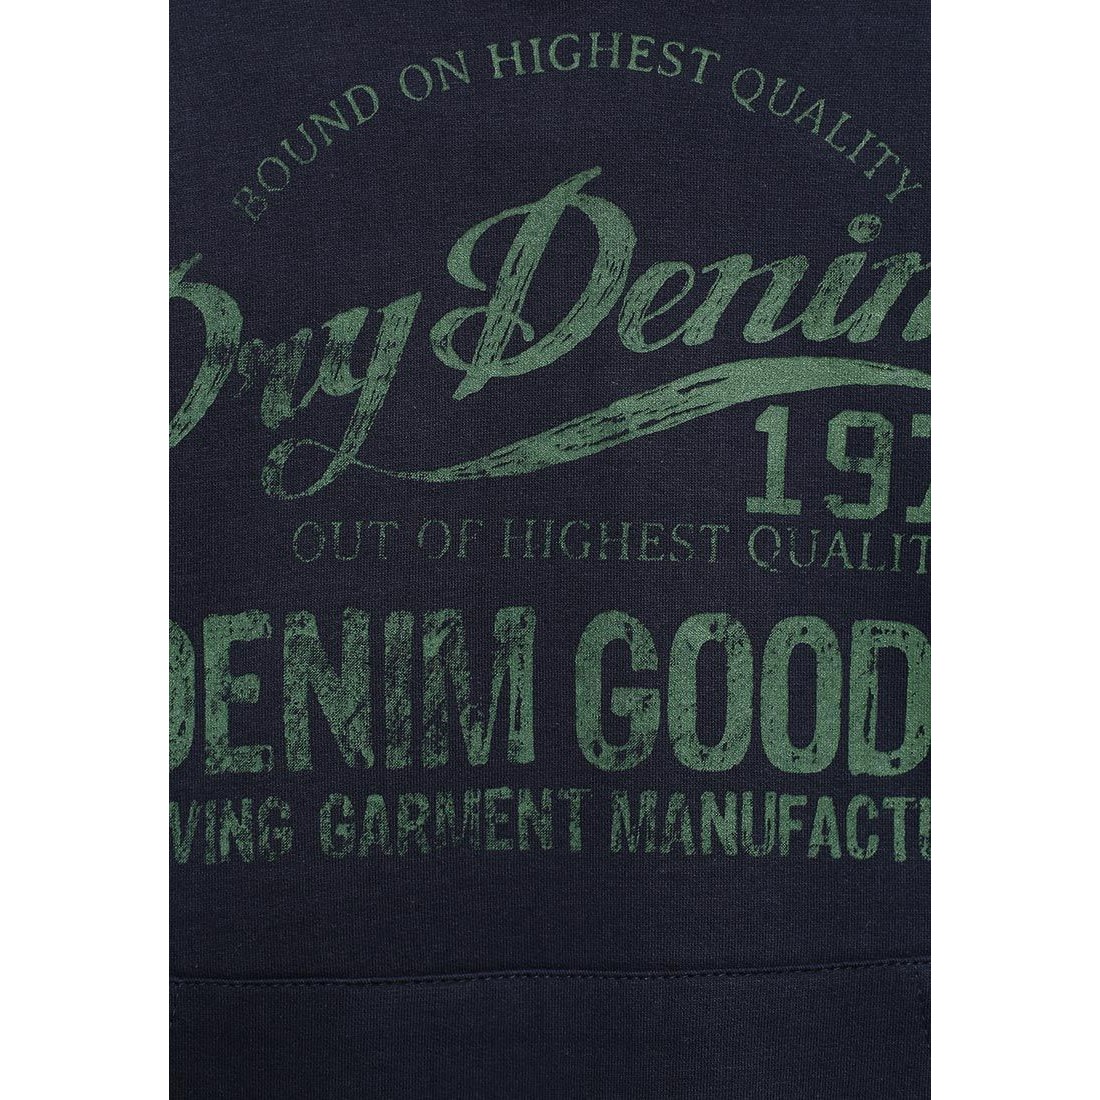 BOUND ON HIGHEST QUALITY
Dry Denim
197
OUT OF HIGHEST QUALIT
DENIM GOOD
VING GARMENT MANUFACTU